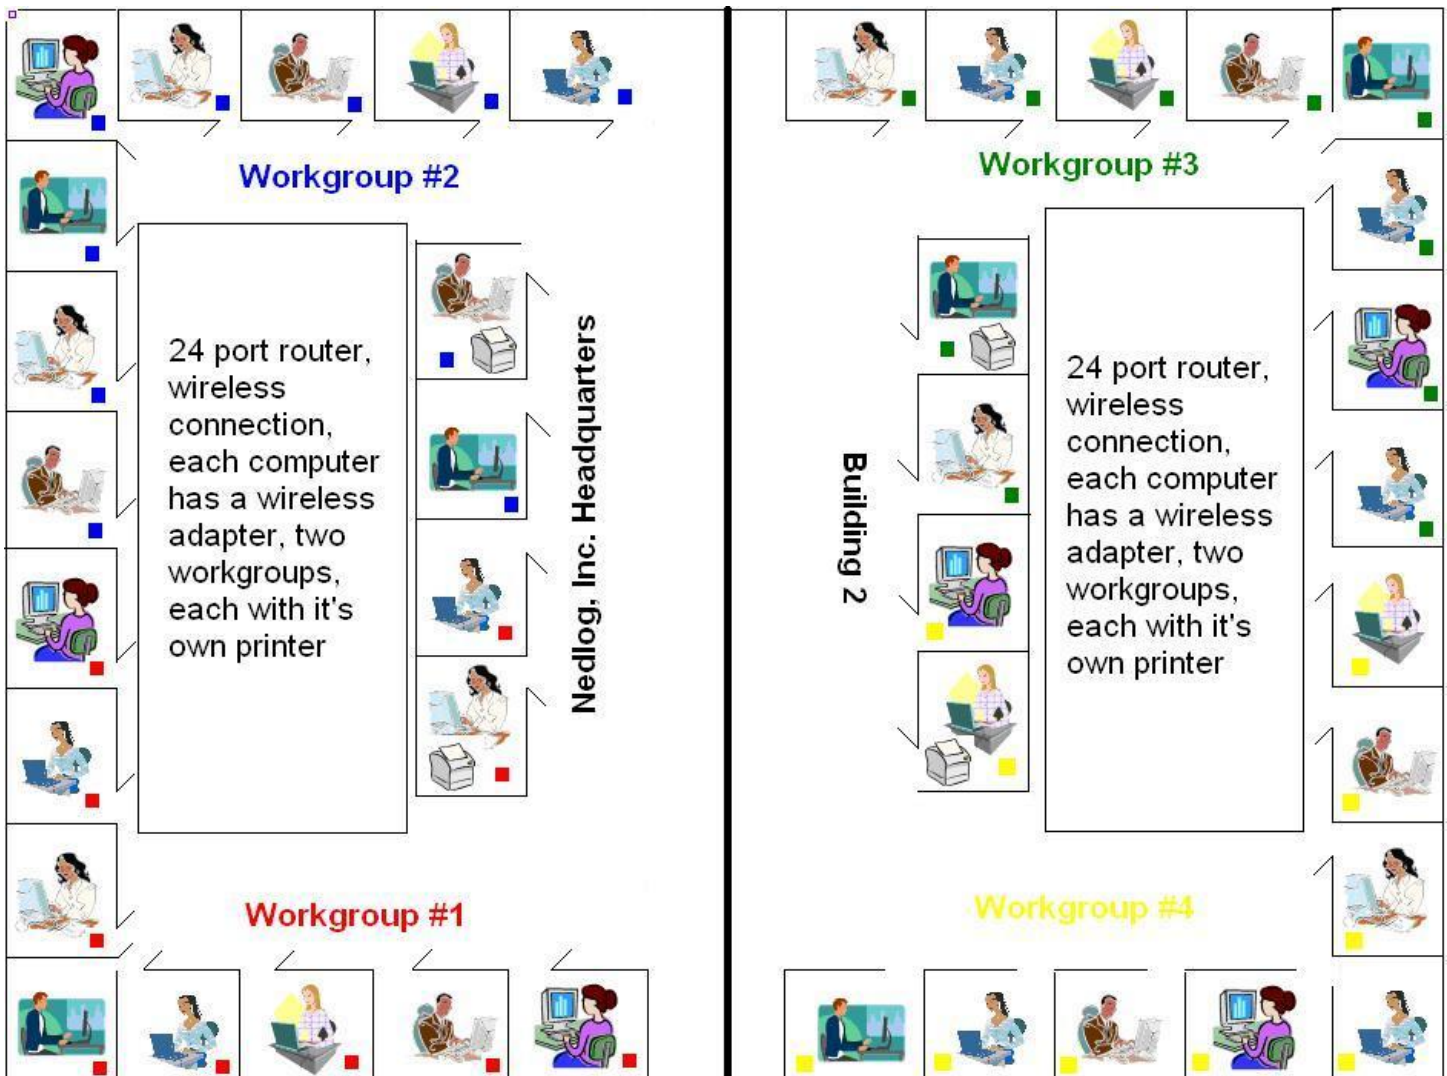 Workgroup #2
24 port router,
wireless
connection,
each computer
has a wireless
adapter, two
workgroups,
each with it's
own printer
Nedlog, Inc. Headquarters
Workgroup #1
Workgroup #3
Building 2
24 port router,
wireless
connection,
each computer
has a wireless
adapter, two
workgroups,
each with it's
own printer
Workgroup #4